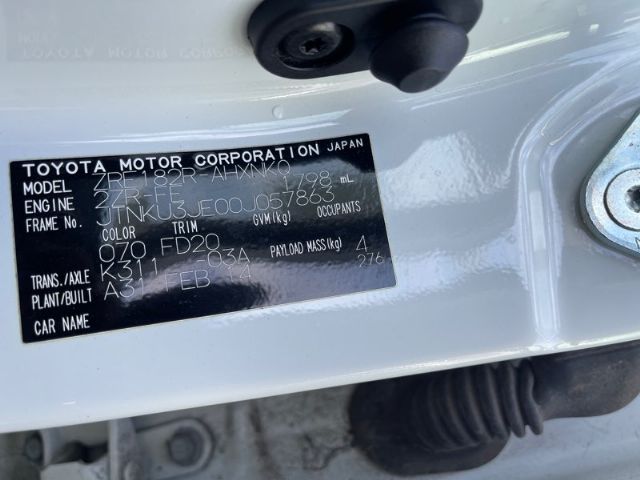 TOYOTA MOTOR CORPORATION JAPAN
MODEL ZRE182R-AHXNKQ
ENGINE 2ZR-FE 1798 mL
FRAME No. JTNKU3JE00J057863
COLOR TRIM GVM(kg) OCCUPANTS
070 FD20 4
TRANS./AXLE K311 -03A PAYLOAD MASS(kg) 276
PLANT/BUILT A31 FEB 14
CAR NAME